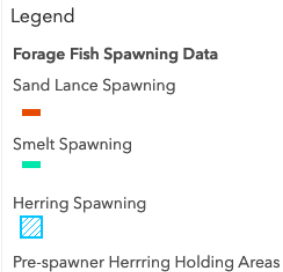 Legend
Forage Fish Spawning Data
Sand Lance Spawning
Smelt Spawning
Herring Spawning
Pre-spawner Herrring Holding Areas